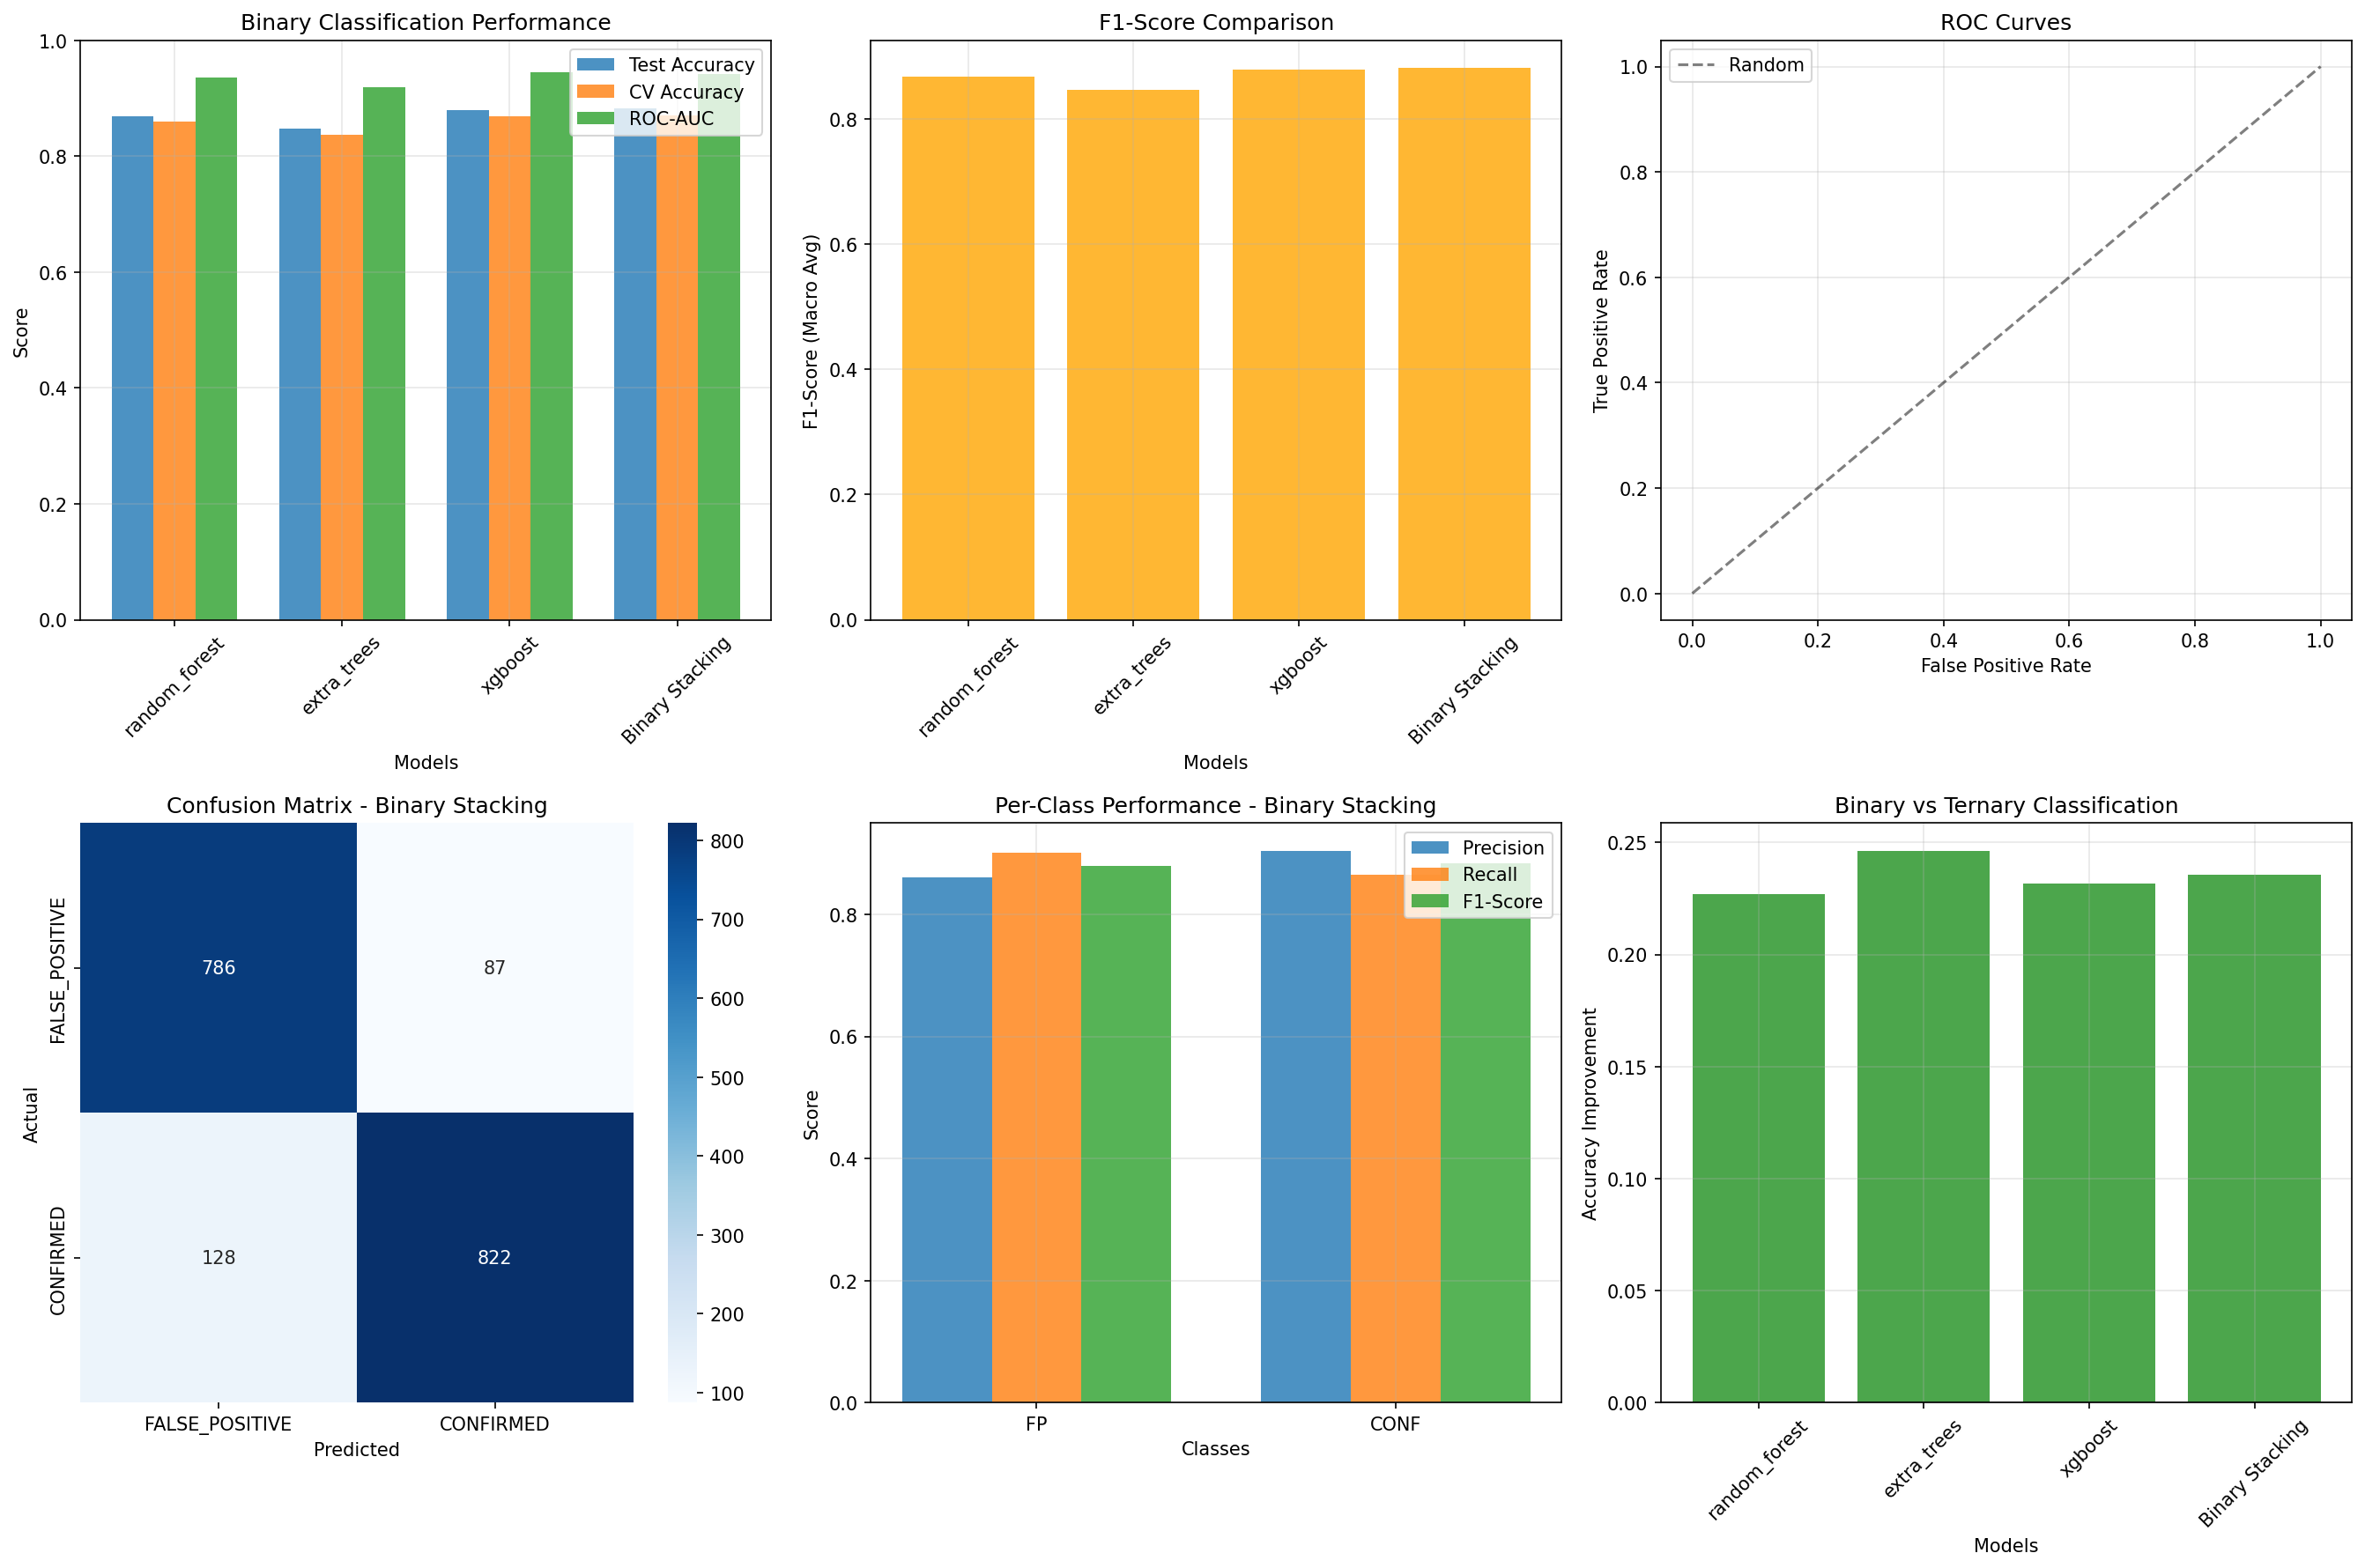 Binary Classification Performance
Test Accuracy
CV Accuracy
ROC-AUC
Score
1.0
0.8
0.6
0.4
0.2
0.0
random_forest
extra_trees
xgboost
Binary Stacking
Models
F1-Score Comparison
F1-Score (Macro Avg)
0.8
0.6
0.4
0.2
0.0
random_forest
extra_trees
xgboost
Binary Stacking
Models
ROC Curves
Random
True Positive Rate
1.0
0.8
0.6
0.4
0.2
0.0
0.0 0.2 0.4 0.6 0.8 1.0
False Positive Rate
Confusion Matrix - Binary Stacking
Actual
FALSE_POSITIVE
CONFIRMED
786 87
128 822
FALSE_POSITIVE CONFIRMED
Predicted
800
700
600
500
400
300
200
100
Per-Class Performance - Binary Stacking
Precision
Recall
F1-Score
Score
0.8
0.6
0.4
0.2
0.0
FP CONF
Classes
Binary vs Ternary Classification
Accuracy Improvement
0.25
0.20
0.15
0.10
0.05
0.00
random_forest
extra_trees
xgboost
Binary Stacking
Models